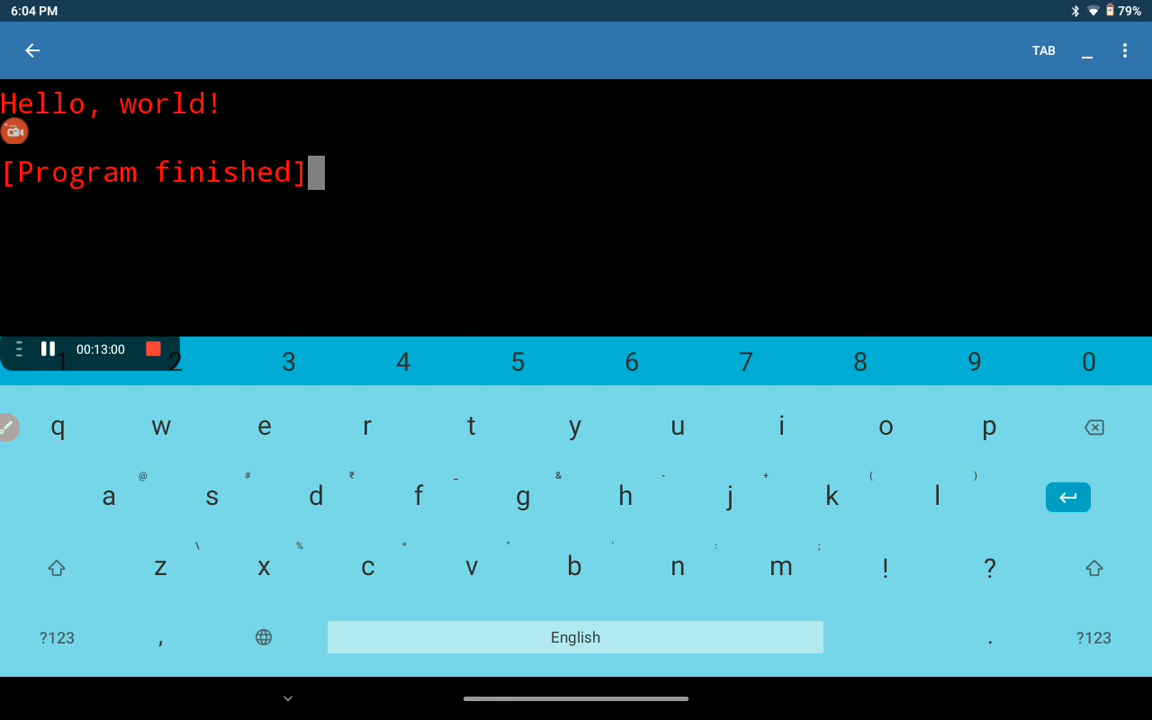 6:04 PM 79%
TAB _
Hello, world!
[Program finished]
00:13:00
1 2 3 4 5 6 7 8 9 0
q w e r t y u i o p
@ # ₹ _ & - + ( )
a s d f g h j k l
\ % * " ' : ;
z x c v b n m ! ?
?123 , English . ?123